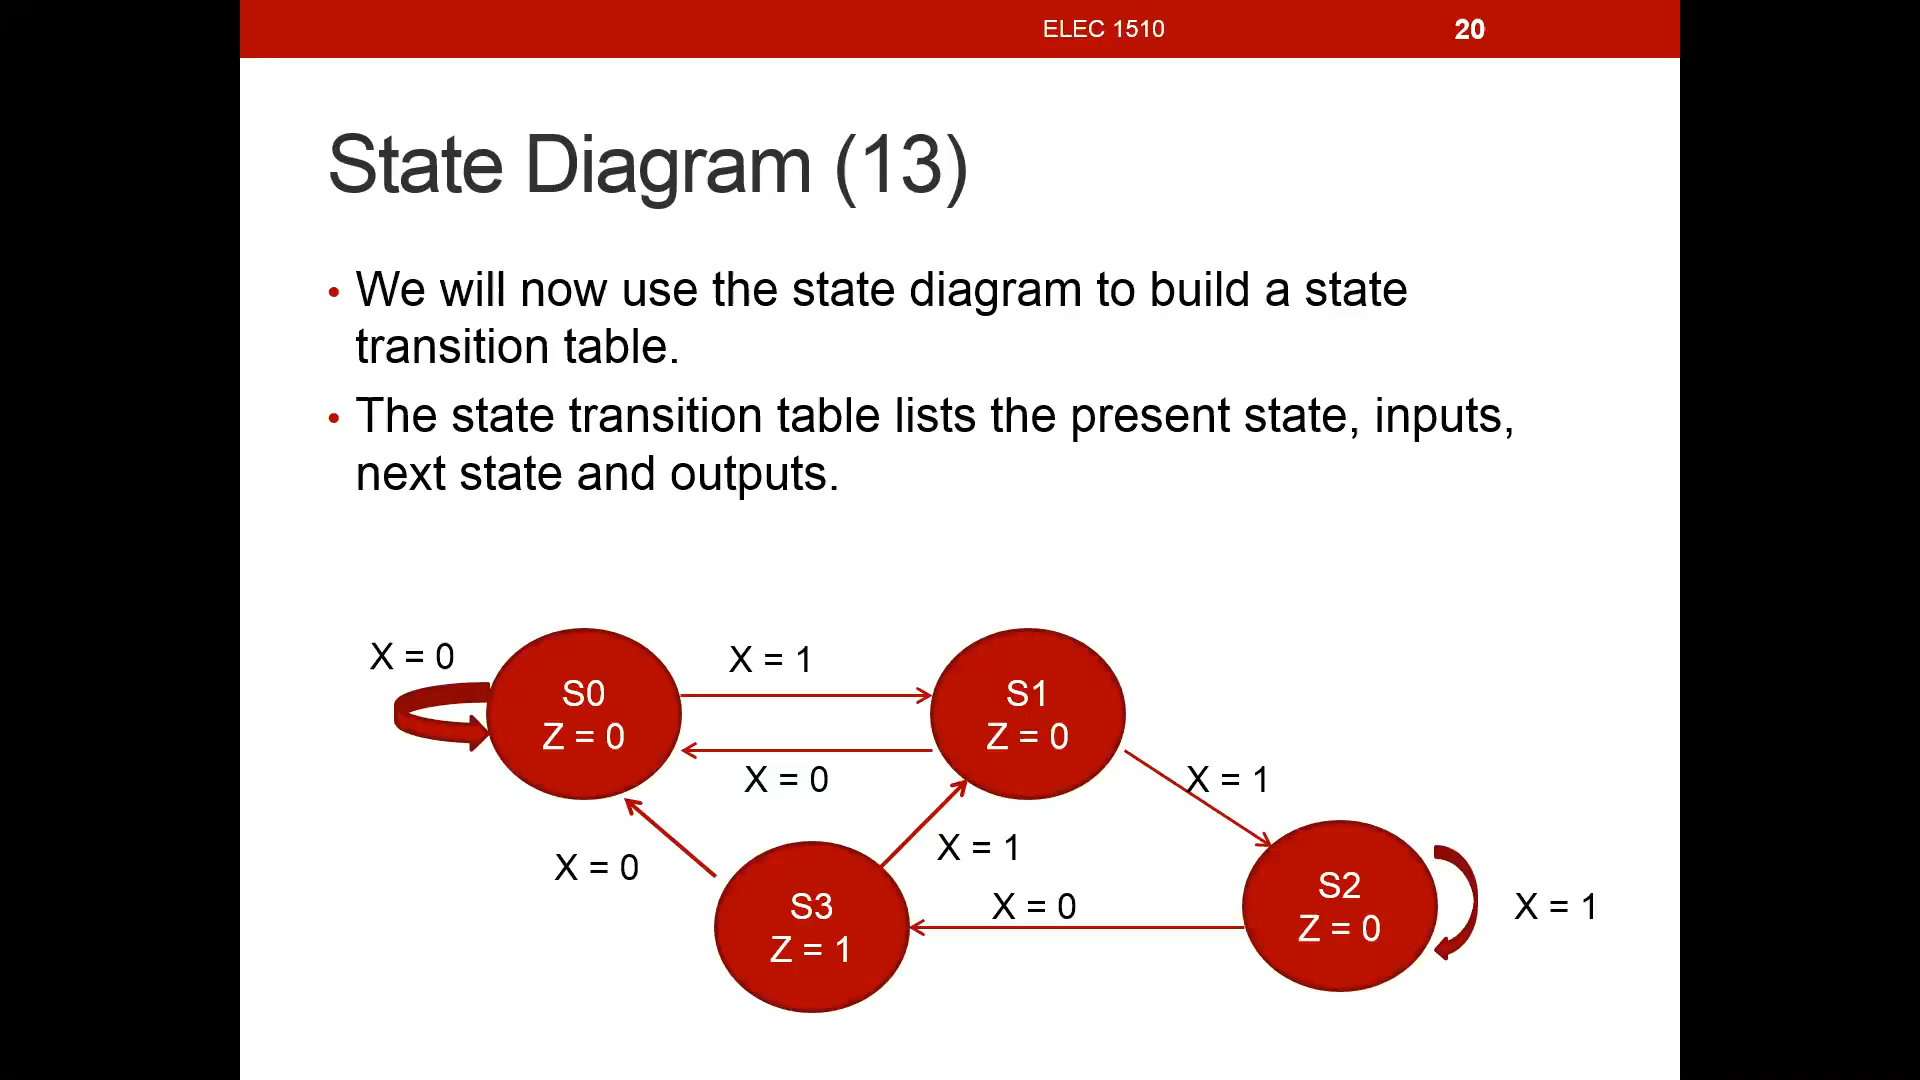 ELEC 1510
20
State Diagram (13)
• We will now use the state diagram to build a state
transition table.
• The state transition table lists the present state, inputs,
next state and outputs.
X = 0
S0
Z = 0
X = 1
X = 0
S1
Z = 0
X = 1
X = 0
X = 1
S3
Z = 1
X = 0
S2
Z = 0
X = 1